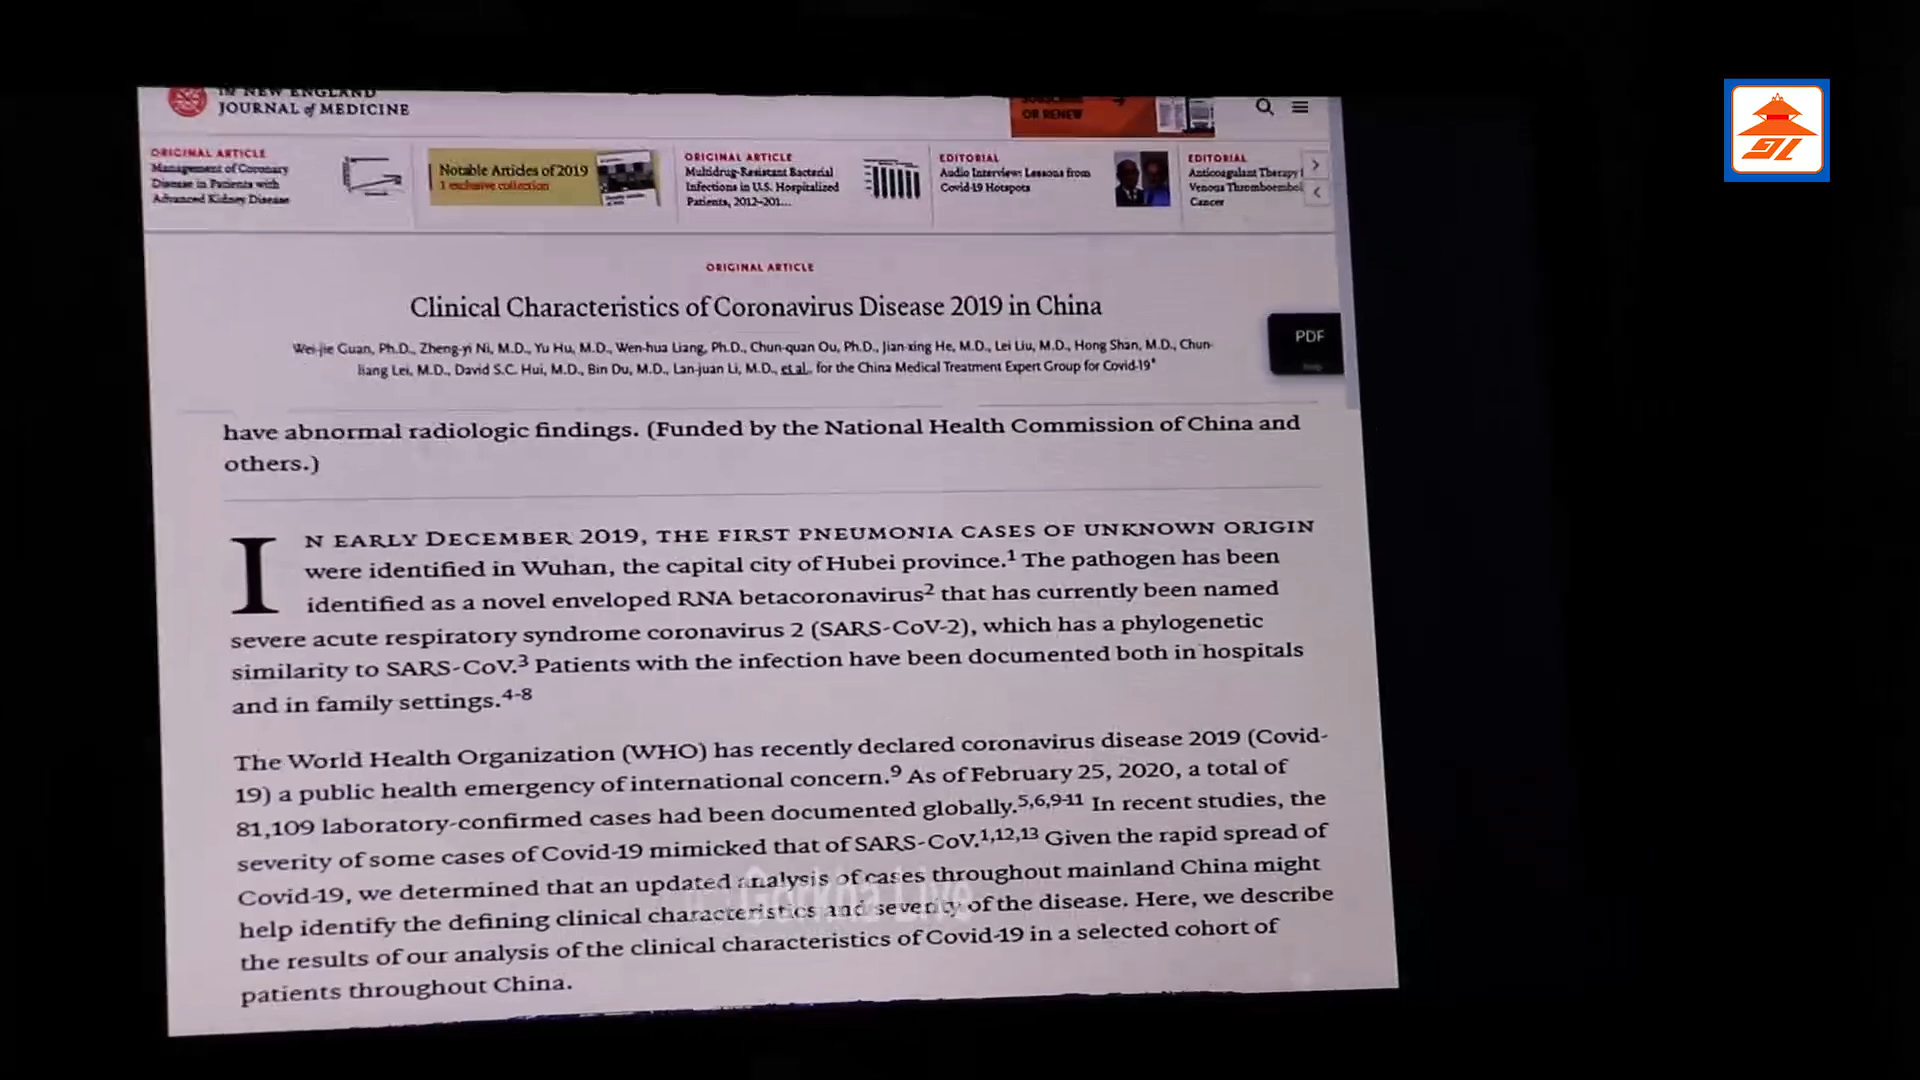 IN NEW ENGLAND
JOURNAL of MEDICINE
SUBSCRIBE
OR RENEW
ORIGINAL ARTICLE
Management of Coronary
Disease in Patients with
Advanced Kidney Disease
Notable Articles of 2019
1 exclusive collection
ORIGINAL ARTICLE
Multidrug-Resistant Bacterial
Infections in U.S. Hospitalized
Patients, 2012–201...
EDITORIAL
Audio Interview: Lessons from
Covid-19 Hotspots
EDITORIAL
Anticoagulant Therapy
Venous Thromboembol
Cancer
ORIGINAL ARTICLE
Clinical Characteristics of Coronavirus Disease 2019 in China
Wei-jie Guan, Ph.D., Zheng-yi Ni, M.D., Yu Hu, M.D., Wen-hua Liang, Ph.D., Chun-quan Ou, Ph.D., Jian-xing He, M.D., Lei Liu, M.D., Hong Shan, M.D., Chun-
liang Lei, M.D., David S.C. Hui, M.D., Bin Du, M.D., Lan-juan Li, M.D., et al., for the China Medical Treatment Expert Group for Covid-19*
PDF
have abnormal radiologic findings. (Funded by the National Health Commission of China and
others.)
IN EARLY DECEMBER 2019, THE FIRST PNEUMONIA CASES OF UNKNOWN ORIGIN
were identified in Wuhan, the capital city of Hubei province.1 The pathogen has been
identified as a novel enveloped RNA betacoronavirus2 that has currently been named
severe acute respiratory syndrome coronavirus 2 (SARS-CoV-2), which has a phylogenetic
similarity to SARS-CoV.3 Patients with the infection have been documented both in hospitals
and in family settings.4-8
The World Health Organization (WHO) has recently declared coronavirus disease 2019 (Covid-
19) a public health emergency of international concern.9 As of February 25, 2020, a total of
81,109 laboratory-confirmed cases had been documented globally.5,6,9-11 In recent studies, the
severity of some cases of Covid-19 mimicked that of SARS-CoV.1,12,13 Given the rapid spread of
Covid-19, we determined that an updated analysis of cases throughout mainland China might
help identify the defining clinical characteristics and severity of the disease. Here, we describe
the results of our analysis of the clinical characteristics of Covid-19 in a selected cohort of
patients throughout China.
Gorkha Live
GL